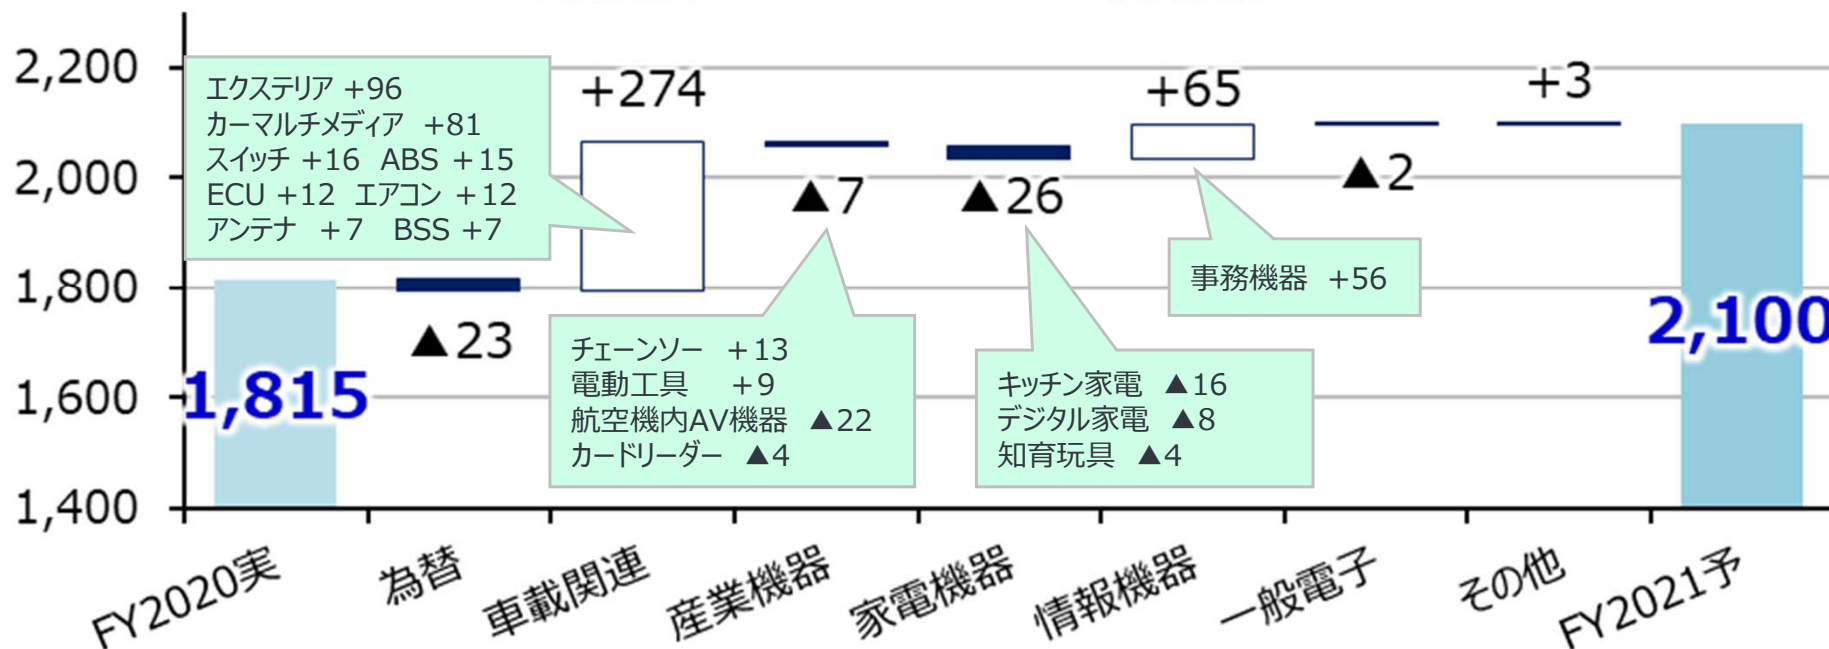 2,200
2,000
1,800
1,600
1,400
エクステリア +96
カーマルチメディア +81
スイッチ +16 ABS +15
ECU +12 エアコン +12
アンテナ +7 BSS +7
+274
+65
+3
▲7
▲26
▲2
▲23
事務機器 +56
チェーンソー +13
電動工具 +9
航空機内AV機器 ▲22
カードリーダー ▲4
キッチン家電 ▲16
デジタル家電 ▲8
知育玩具 ▲4
1,815
2,100
FY2020実
為替
車載関連
産業機器
家電機器
情報機器
一般電子
その他
FY2021予